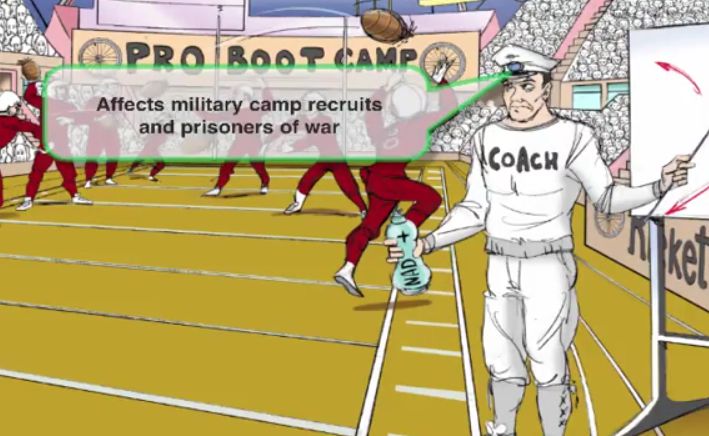 PRO BOOT CAMP
Affects military camp recruits
and prisoners of war
COACH
NAD+